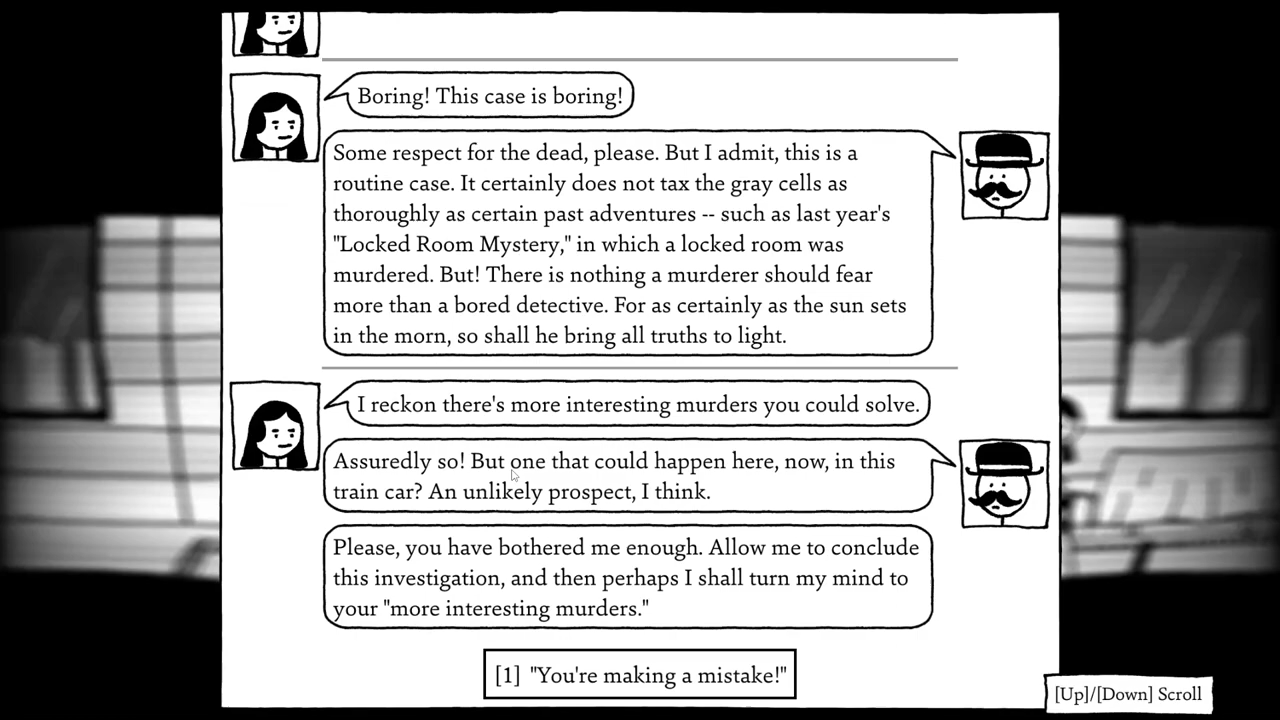 Boring! This case is boring!
Some respect for the dead, please. But I admit, this is a
routine case. It certainly does not tax the gray cells as
thoroughly as certain past adventures -- such as last year's
"Locked Room Mystery," in which a locked room was
murdered. But! There is nothing a murderer should fear
more than a bored detective. For as certainly as the sun sets
in the morn, so shall he bring all truths to light.
I reckon there's more interesting murders you could solve.
Assuredly so! But one that could happen here, now, in this
train car? An unlikely prospect, I think.
Please, you have bothered me enough. Allow me to conclude
this investigation, and then perhaps I shall turn my mind to
your "more interesting murders."
[1] "You're making a mistake!"
[Up]/[Down] Scroll